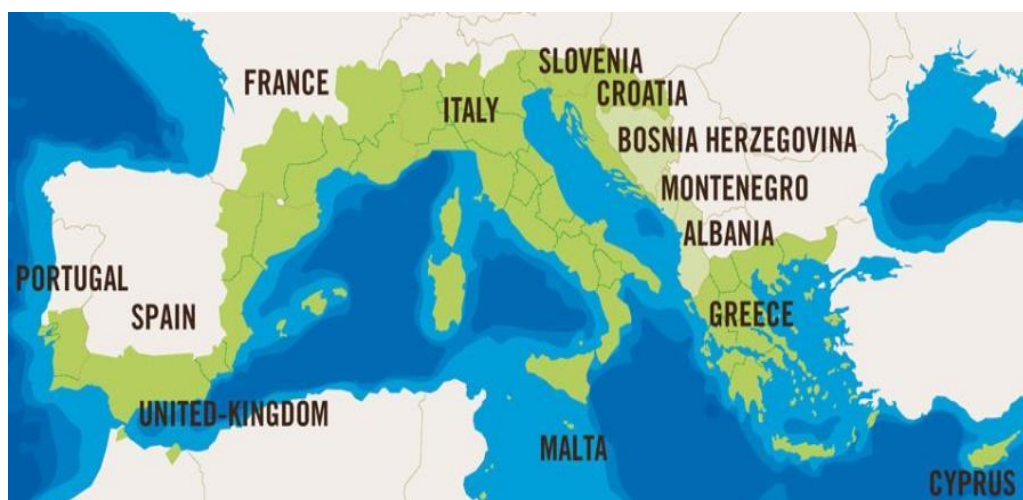 SLOVENIA
FRANCE
CROATIA
ITALY
BOSNIA HERZEGOVINA
MONTENEGRO
ALBANIA
PORTUGAL
SPAIN
GREECE
UNITED-KINGDOM
MALTA
CYPRUS